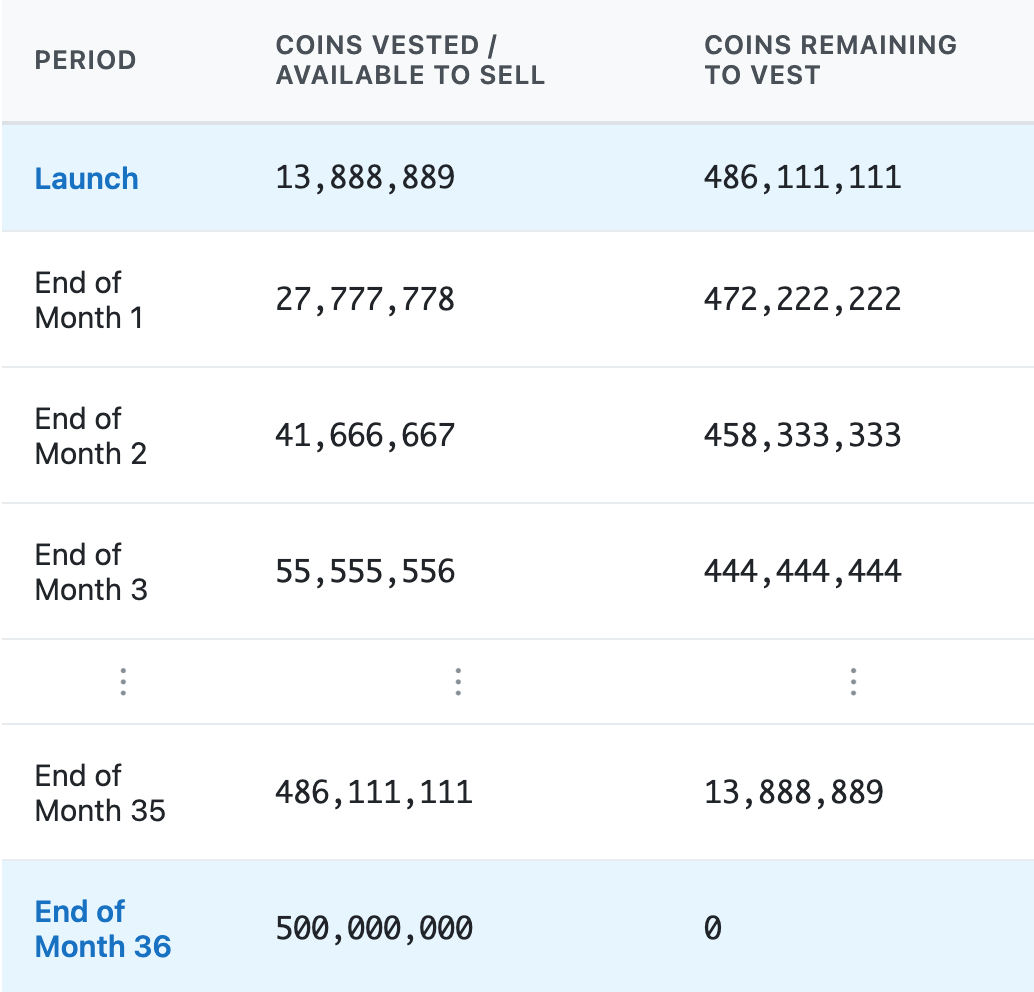 PERIOD
COINS VESTED /
AVAILABLE TO SELL
COINS REMAINING
TO VEST
Launch
13,888,889
486,111,111
End of
Month 1
27,777,778
472,222,222
End of
Month 2
41,666,667
458,333,333
End of
Month 3
55,555,556
444,444,444
⋮
⋮
⋮
End of
Month 35
486,111,111
13,888,889
End of
Month 36
500,000,000
0